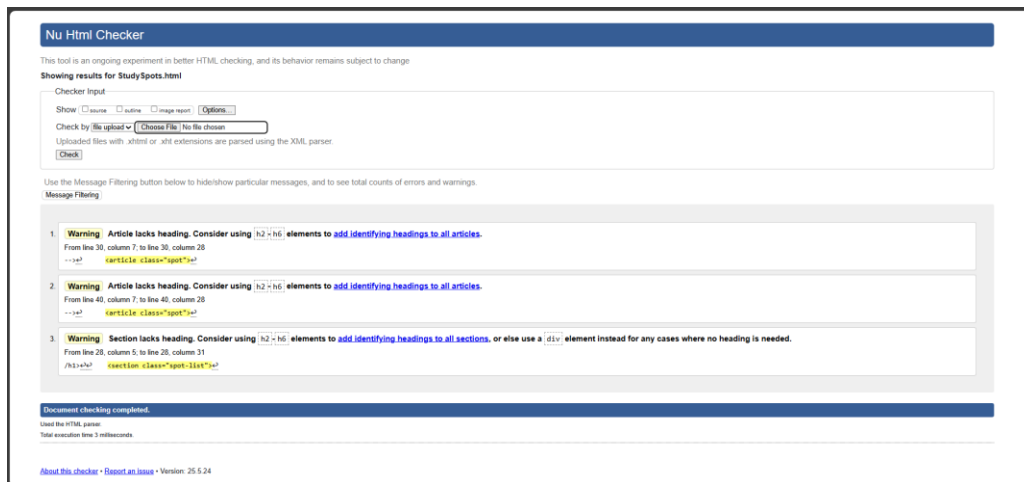 Nu Html Checker
This tool is an ongoing experiment in better HTML checking, and its behavior remains subject to change
Showing results for StudySpots.html
Checker Input
Show source outline image report Options...
Check by file upload Choose File No file chosen
Uploaded files with .xhtml or .xht extensions are parsed using the XML parser.
Check
Use the Message Filtering button below to hide/show particular messages, and to see total counts of errors and warnings.
Message Filtering
1. Warning Article lacks heading. Consider using h2-h6 elements to add identifying headings to all articles.
From line 30, column 7; to line 30, column 28
-->↩ <article class="spot">↩
2. Warning Article lacks heading. Consider using h2-h6 elements to add identifying headings to all articles.
From line 40, column 7; to line 40, column 28
-->↩ <article class="spot">↩
3. Warning Section lacks heading. Consider using h2-h6 elements to add identifying headings to all sections, or else use a div element instead for any cases where no heading is needed.
From line 28, column 5; to line 28, column 31
/h1>↩↩ <section class="spot-list">↩
Document checking completed.
Used the HTML parser.
Total execution time 3 milliseconds.
About this checker • Report an issue • Version: 25.5.24